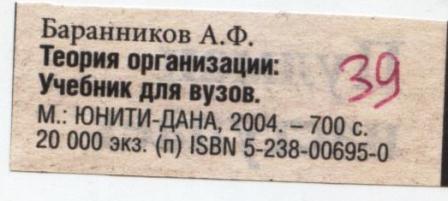 Баранников А.Ф.
Теория организации:
Учебник для вузов.
М.: ЮНИТИ-ДАНА, 2004. – 700 с.
20 000 экз. (п) ISBN 5-238-00695-0
39